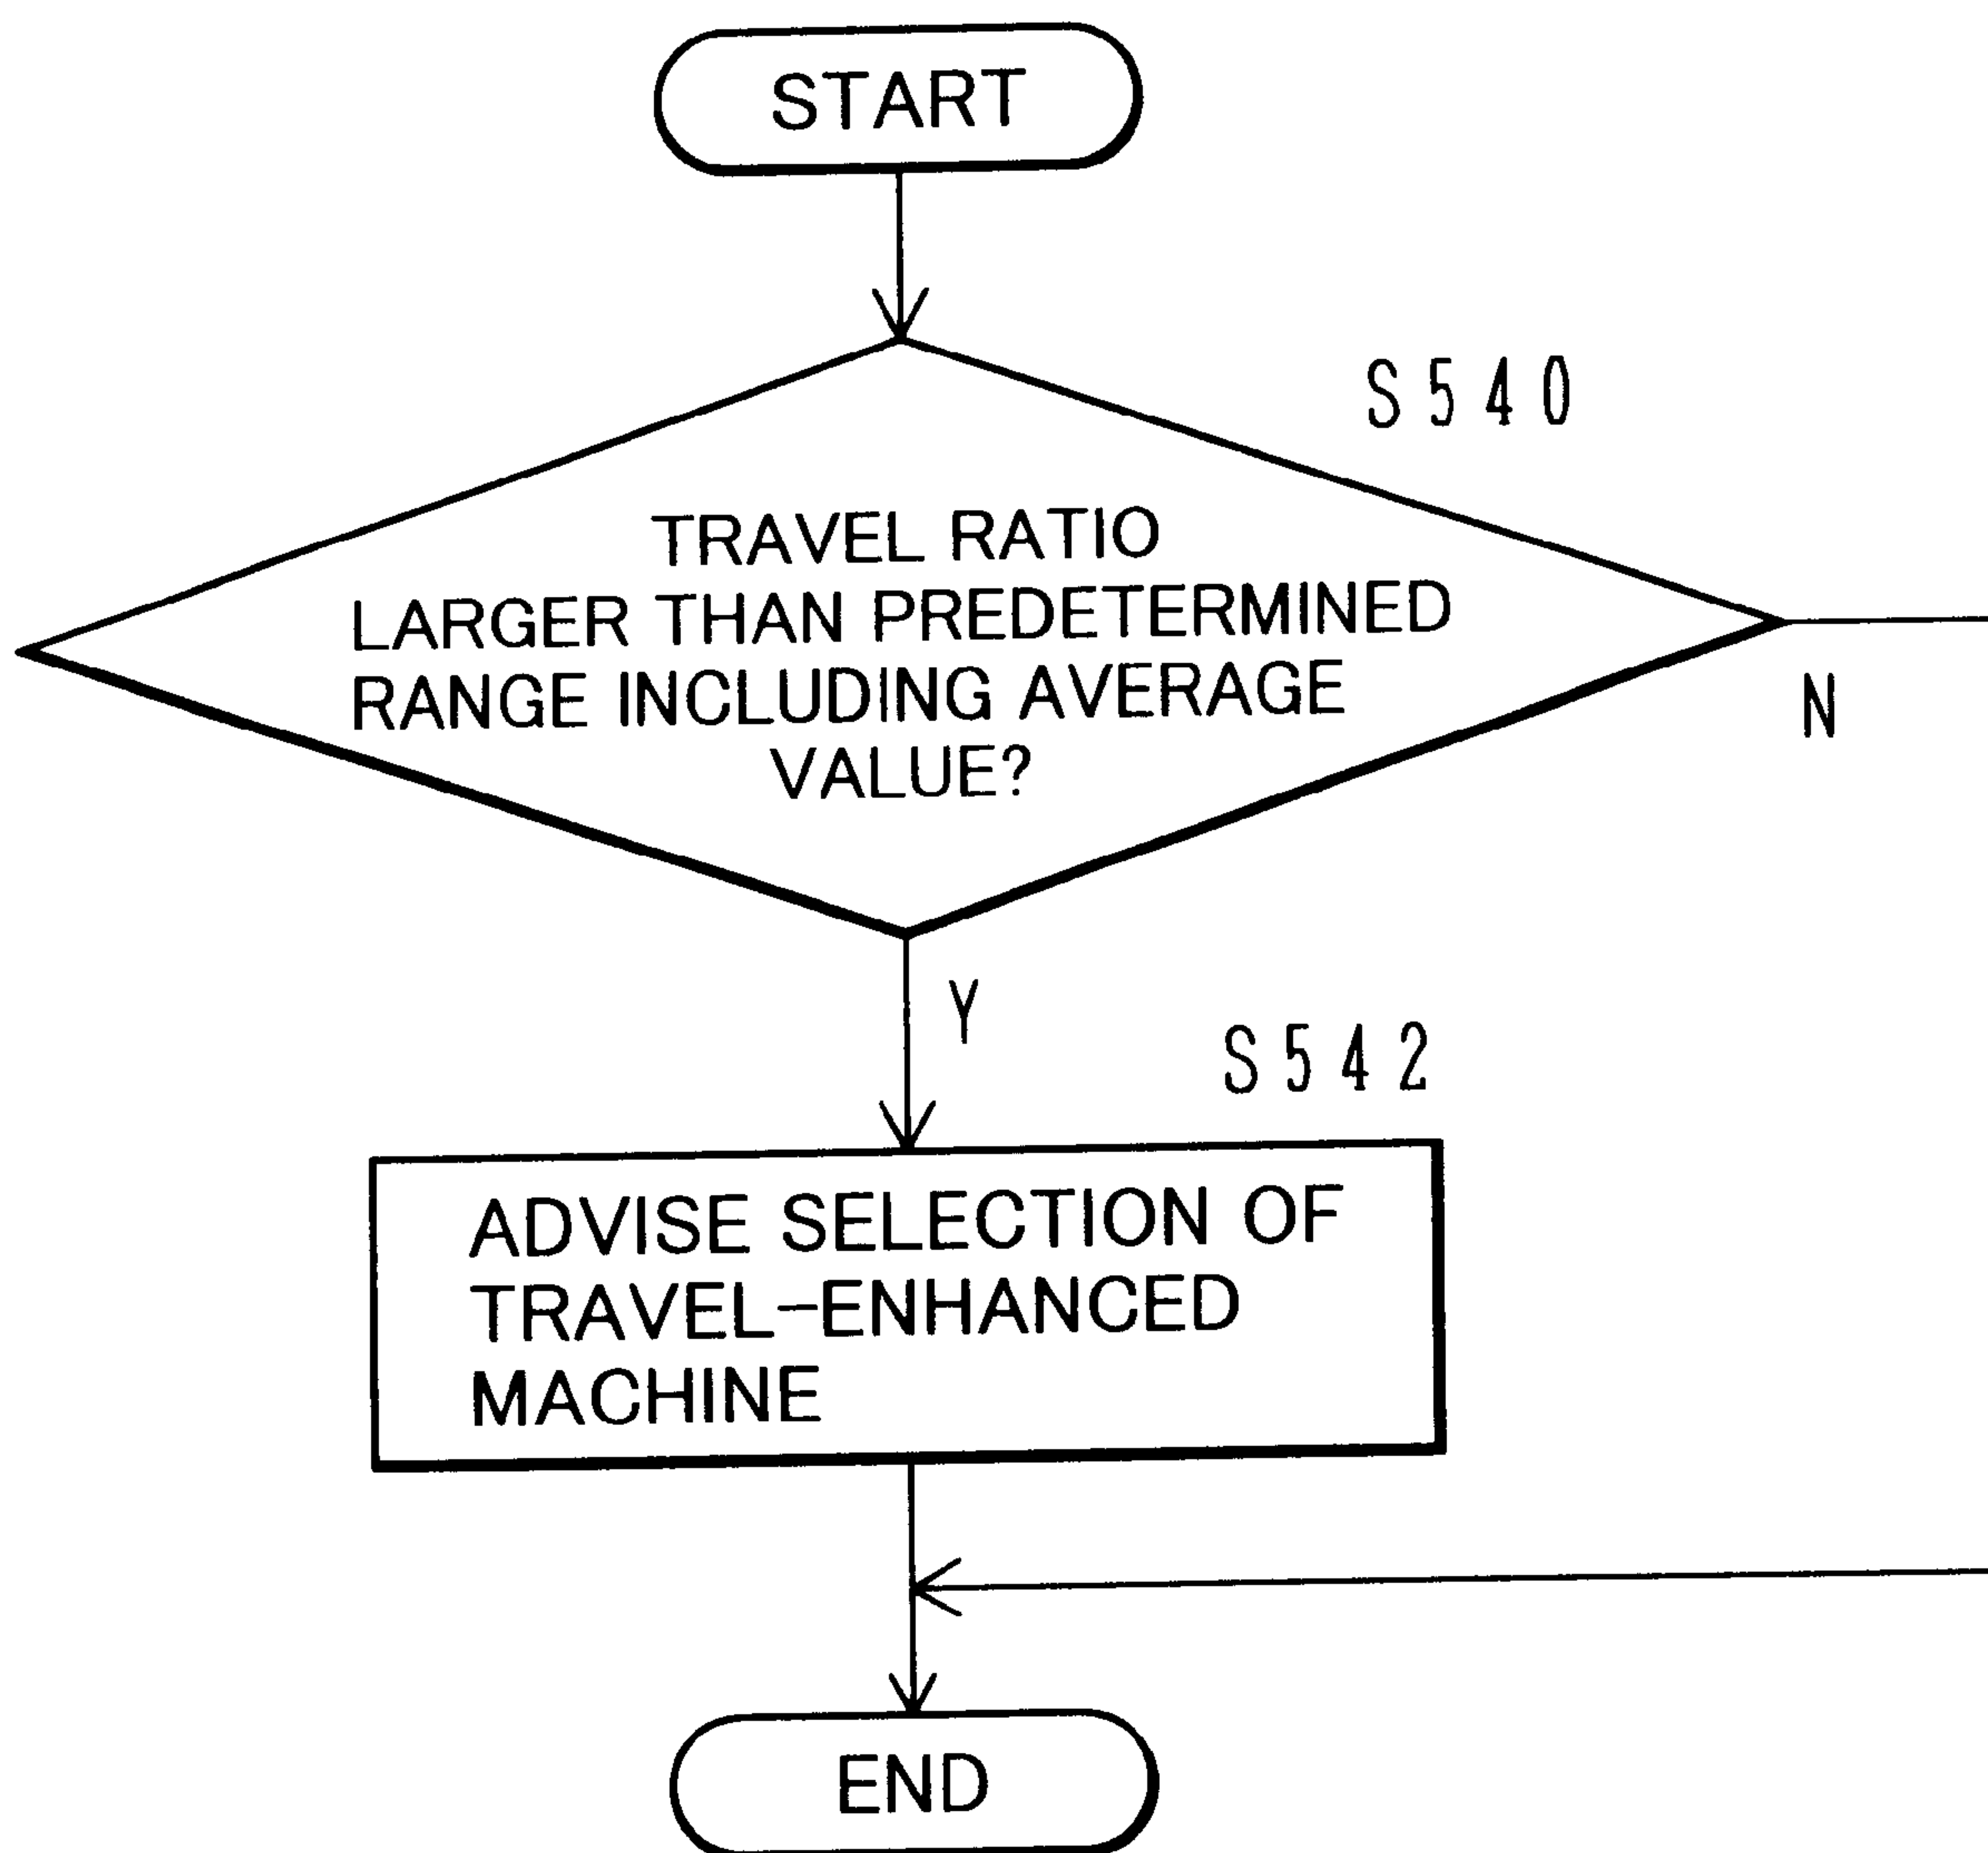 START
S540
TRAVEL RATIO
LARGER THAN PREDETERMINED
RANGE INCLUDING AVERAGE
VALUE?
N
Y
S542
ADVISE SELECTION OF
TRAVEL-ENHANCED
MACHINE
END